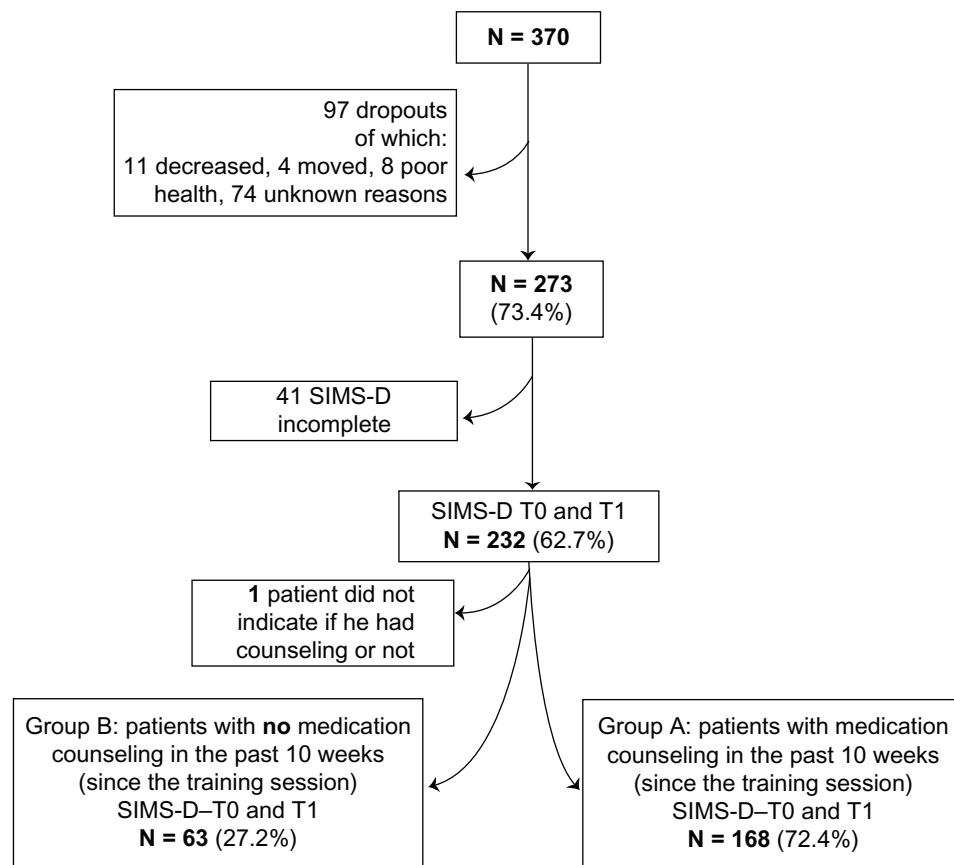 N = 370
97 dropouts
of which:
11 decreased, 4 moved, 8 poor
health, 74 unknown reasons
N = 273
(73.4%)
41 SIMS-D
incomplete
SIMS-D T0 and T1
N = 232 (62.7%)
1 patient did not
indicate if he had
counseling or not
Group B: patients with no medication
counseling in the past 10 weeks
(since the training session)
SIMS-D–T0 and T1
N = 63 (27.2%)
Group A: patients with medication
counseling in the past 10 weeks
(since the training session)
SIMS-D–T0 and T1
N = 168 (72.4%)